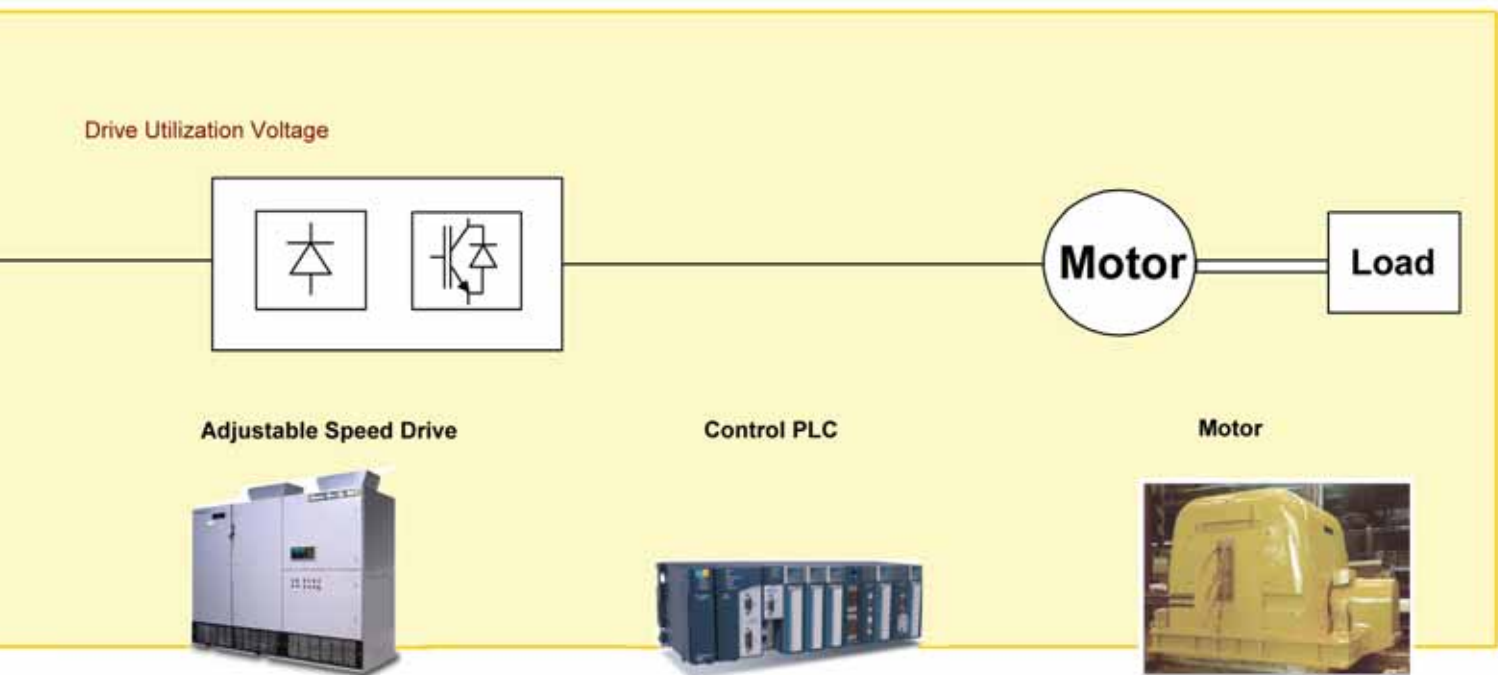 Drive Utilization Voltage
Motor
Load
Adjustable Speed Drive
Control PLC
Motor